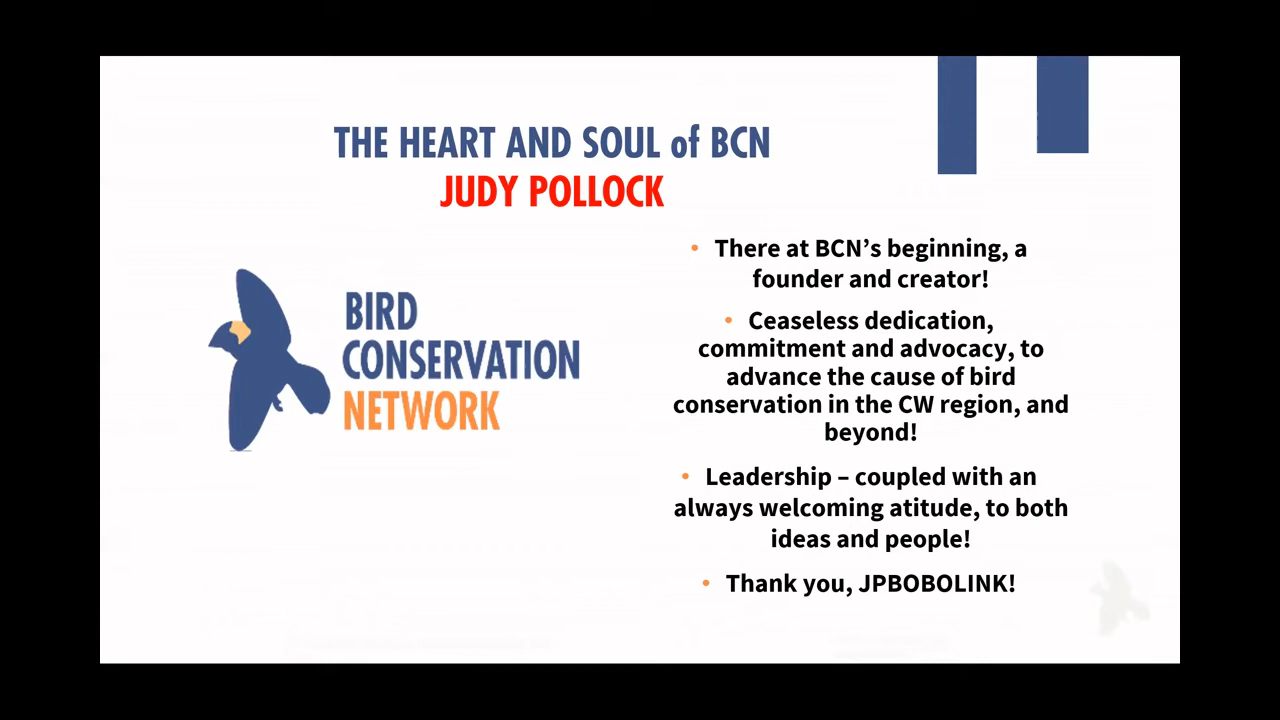 THE HEART AND SOUL of BCN
JUDY POLLOCK
BIRD
CONSERVATION
NETWORK
• There at BCN’s beginning, a
founder and creator!
• Ceaseless dedication,
commitment and advocacy, to
advance the cause of bird
conservation in the CW region, and
beyond!
• Leadership – coupled with an
always welcoming atitude, to both
ideas and people!
• Thank you, JPBOBOLINK!